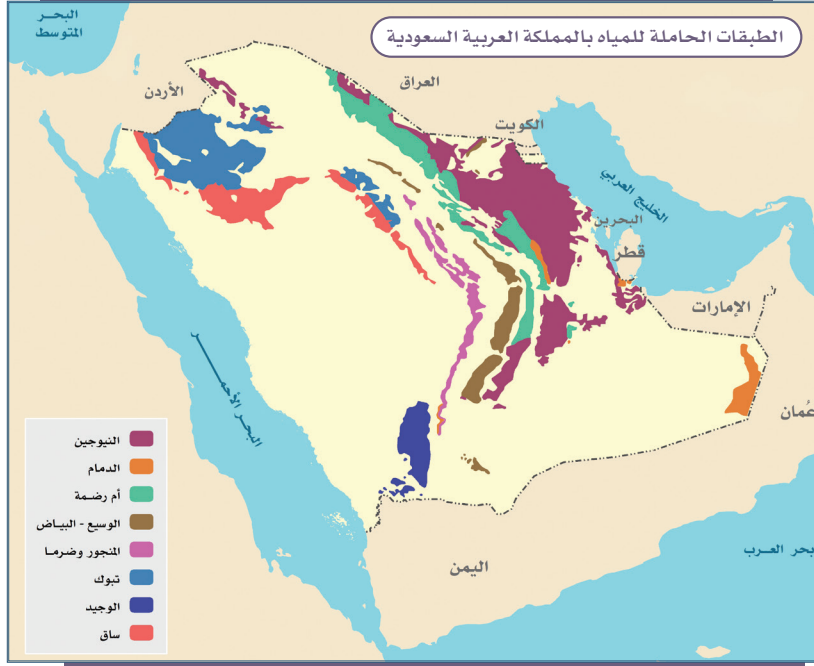 الطبقات الحاملة للمياه بالمملكة العربية السعودية
البحر
المتوسط
العراق
الأردن
الكويت
الخليج العربي
البحرين
قطر
الإمارات
عُمان
البحر الأحمر
بحر العرب
اليمن
النيوجين
الدمام
أم رضمة
الوسيع - البياض
المنجور وضرما
تبوك
الوجيد
ساق